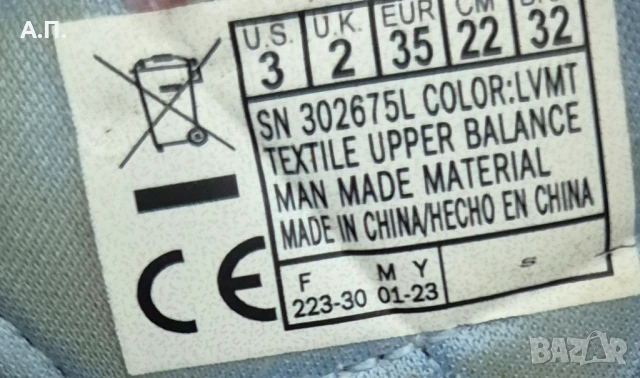 А.П.
U.S. U.K. EUR CM
3 2 35 22 32
SN 302675L COLOR:LVMT
TEXTILE UPPER BALANCE
MAN MADE MATERIAL
MADE IN CHINA/HECHO EN CHINA
F M Y S
223-30 01-23
CE
BAZAR